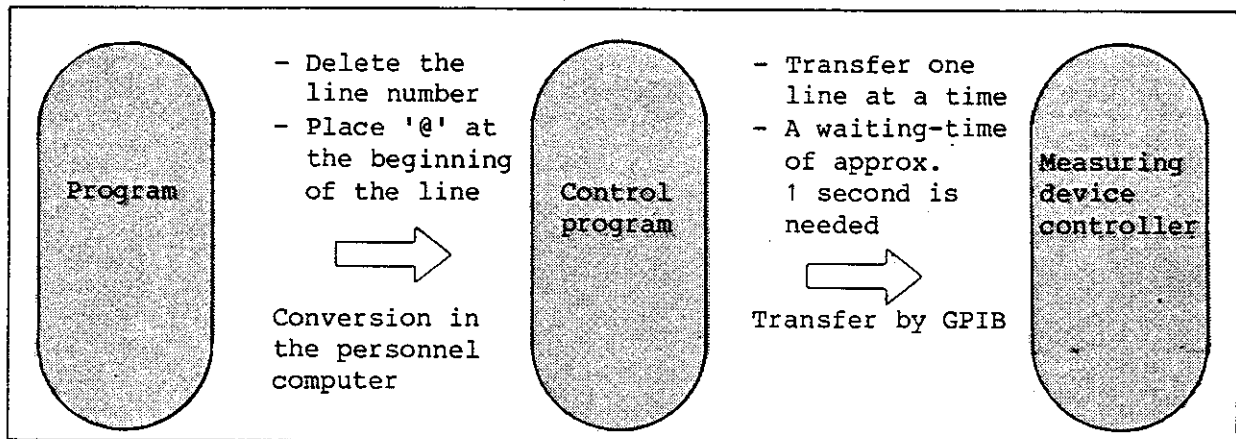 Program
- Delete the
line number
- Place '@' at
the beginning
of the line
Conversion in
the personnel
computer
Control
program
- Transfer one
line at a time
- A waiting-time
of approx.
1 second is
needed
Transfer by GPIB
Measuring
device
controller